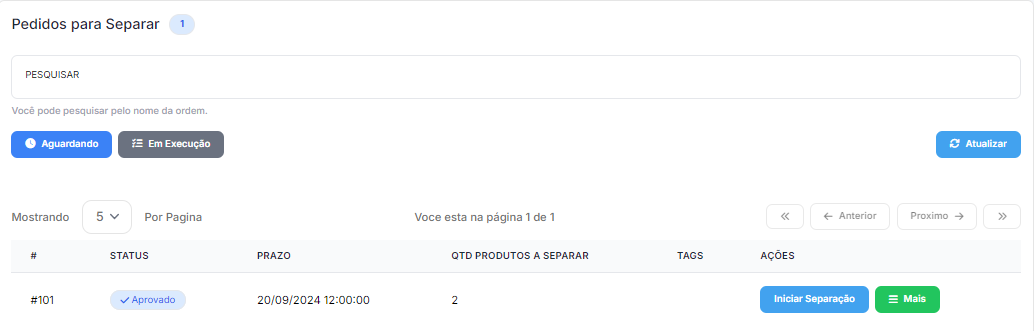 Pedidos para Separar 1
PESQUISAR
Você pode pesquisar pelo nome da ordem.
Aguardando Em Execução Atualizar
Mostrando 5 Por Pagina Voce esta na página 1 de 1 « ← Anterior Proximo → »
# STATUS PRAZO QTD PRODUTOS A SEPARAR TAGS AÇÕES
#101 Aprovado 20/09/2024 12:00:00 2 Iniciar Separação Mais